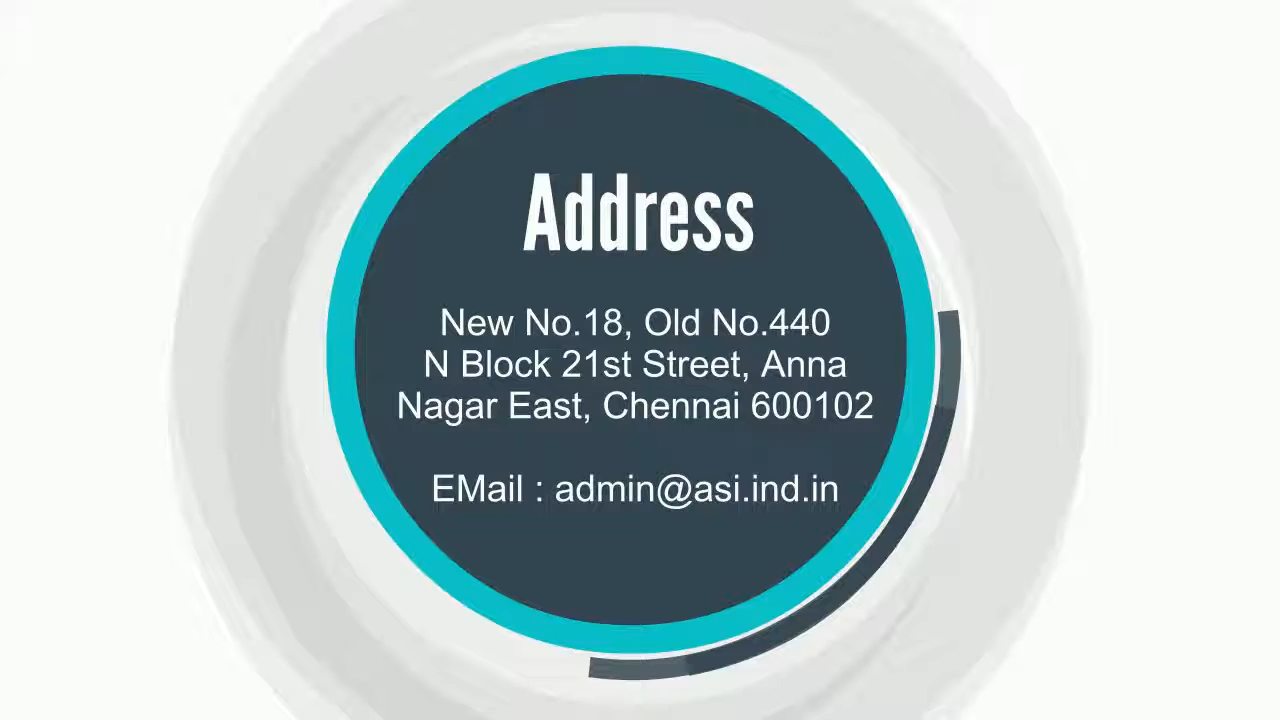 Address
New No.18, Old No.440
N Block 21st Street, Anna
Nagar East, Chennai 600102
EMail : admin@asi.ind.in